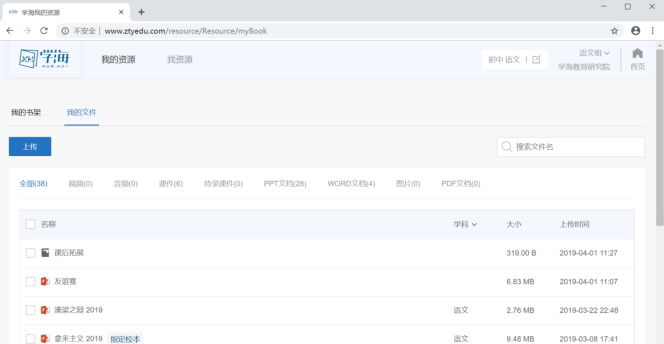 学海我的资源
不安全 | www.ztyedu.com/resource/Resource/myBook
学海 我的资源 找资源 初中 语文 语文组 首页
XUE HAI 学海教育研究院
我的书架 我的文件
上传 搜索文件名
全部(38) 视频(0) 音频(0) 课件(6) 待录课件(0) PPT文档(28) WORD文档(4) 图片(0) PDF文档(0)
名称 学科 大小 上传时间
课后拓展 319.00 B 2019-04-01 11:27
友谊赛 6.83 MB 2019-04-01 11:07
濠梁之辩 2019 语文 2.76 MB 2019-03-22 22:46
拿来主义 2019 指定校本 语文 9.48 MB 2019-03-08 17:41